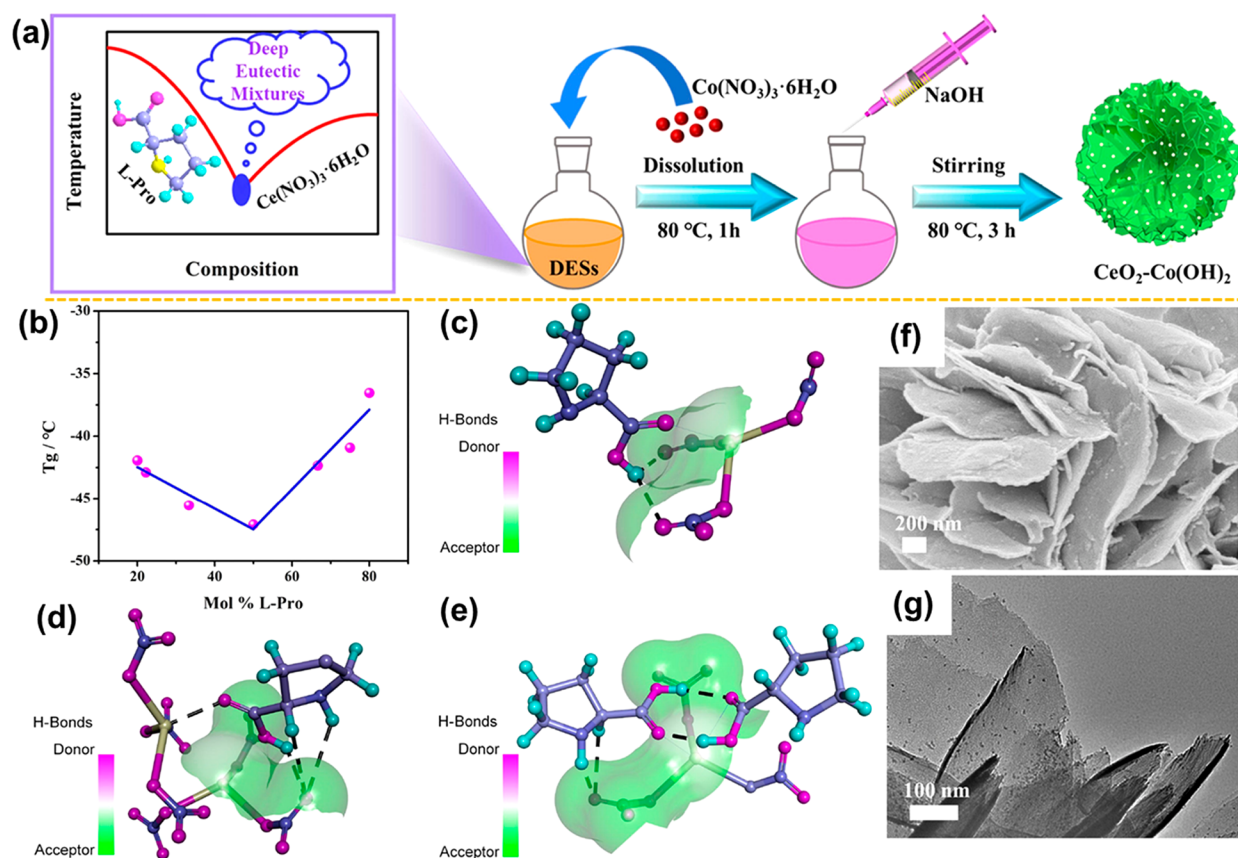 (a)
Deep
Eutectic
Mixtures
Temperature
L-Pro
Ce(NO3)3·6H2O
Composition
DESs
Co(NO3)3·6H2O
Dissolution
80 °C, 1h
NaOH
Stirring
80 °C, 3 h
CeO2-Co(OH)2
(b)
-30
-35
-40
-45
-50
Tg / °C
20
40
60
80
Mol % L-Pro
(c)
H-Bonds
Donor
Acceptor
(f)
200 nm
(d)
H-Bonds
Donor
Acceptor
(e)
H-Bonds
Donor
Acceptor
(g)
100 nm